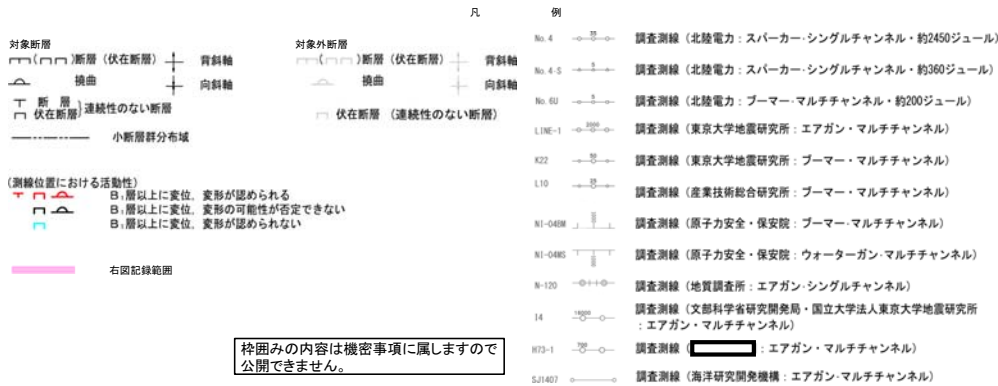 凡 例
対象断層
断層 (伏在断層) 背斜軸
撓曲 向斜軸
断 層
伏在断層
連続性のない断層
小断層群分布域
対象外断層
断層 (伏在断層) 背斜軸
撓曲 向斜軸
伏在断層 (連続性のない断層)
(測線位置における活動性)
B₁層以上に変位,変形が認められる
B₁層以上に変位,変形の可能性が否定できない
B₁層以上に変位,変形が認められない
右図記録範囲
枠囲みの内容は機密事項に属しますので
公開できません。
No. 4 35 調査測線 (北陸電力:スパーカー・シングルチャンネル・約2450ジュール)
No. 4-S 5 調査測線 (北陸電力:スパーカー・シングルチャンネル・約360ジュール)
No. 6U 5 調査測線 (北陸電力:ブーマー・マルチチャンネル・約200ジュール)
LINE-1 2000 調査測線 (東京大学地震研究所:エアガン・マルチチャンネル)
K22 50 調査測線 (東京大学地震研究所:ブーマー・マルチチャンネル)
L10 25 調査測線 (産業技術総合研究所:ブーマー・マルチチャンネル)
NI-04BM 調査測線 (原子力安全・保安院:ブーマー・マルチチャンネル)
NI-04WS 調査測線 (原子力安全・保安院:ウォーターガン・マルチチャンネル)
N-120 調査測線 (地質調査所:エアガン・シングルチャンネル)
I4 18000 調査測線 (文部科学省研究開発局・国立大学法人東京大学地震研究所
:エアガン・マルチチャンネル)
H73-1 700 調査測線 ( :エアガン・マルチチャンネル)
SJ1407 調査測線 (海洋研究開発機構:エアガン・マルチチャンネル)